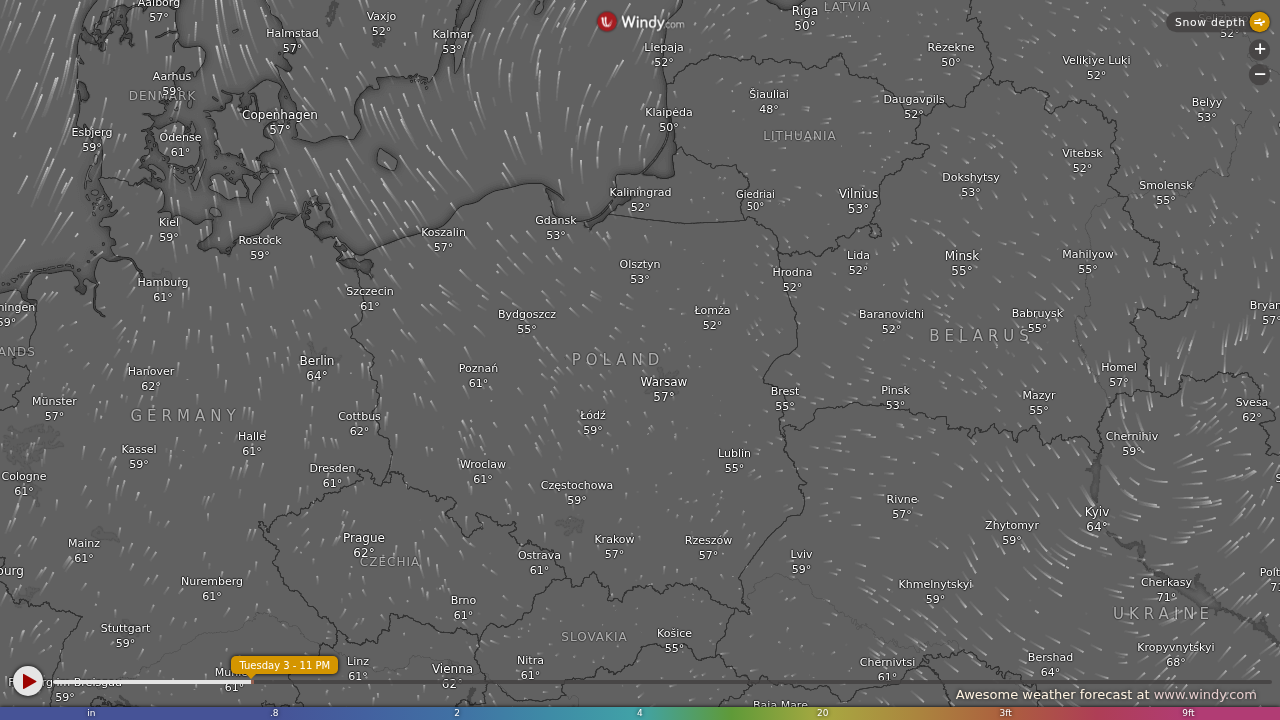 Aalborg
57°
Vaxjo
52°
Halmstad
57°
Kalmar
53°
Windy.com
Riga
50°
LATVIA
Snow depth
52°
Llepaja
52°
Rēzekne
50°
Velikiye Luki
52°
Aarhus
59°
DENMARK
Copenhagen
57°
Šiauliai
48°
Daugavpils
52°
Belyy
53°
Klaipėda
50°
LITHUANIA
Esbjerg
59°
Odense
61°
Vitebsk
52°
Dokshytsy
53°
Smolensk
55°
Kaliningrad
52°
Giedriai
50°
Vilnius
53°
Kiel
59°
Rostock
59°
Koszalin
57°
Gdansk
53°
Olsztyn
53°
Hrodna
52°
Lida
52°
Minsk
55°
Mahilyow
55°
Hamburg
61°
Szczecin
61°
ningen
59°
Bydgoszcz
55°
Łomża
52°
Baranovichi
52°
Babruysk
55°
57°
BELARUS
ANDS
Berlin
64°
POLAND
Hanover
62°
Poznań
61°
Warsaw
57°
Brest
55°
Pinsk
53°
Homel
57°
Mazyr
55°
Münster
57°
GERMANY
Cottbus
62°
Łódź
59°
Svesa
62°
Kassel
59°
Halle
61°
Chernihiv
59°
Lublin
55°
Cologne
61°
Dresden
61°
Wroclaw
61°
Częstochowa
59°
Rivne
57°
Kyiv
64°
Zhytomyr
59°
Mainz
61°
Prague
62°
CZECHIA
Ostrava
61°
Krakow
57°
Rzeszów
57°
Lviv
59°
Nuremberg
61°
Khmelnytskyi
59°
Cherkasy
71°
UKRAINE
Brno
61°
Stuttgart
59°
SLOVAKIA
Košice
55°
Kropyvnytskyi
68°
Tuesday 3 - 11 PM
Linz
61°
Vienna
62°
Nitra
61°
Chernivtsi
61°
Bershad
64°
61°
59°
Awesome weather forecast at www.windy.com
Baia Mare
in .8 2 4 20 3ft 9ft